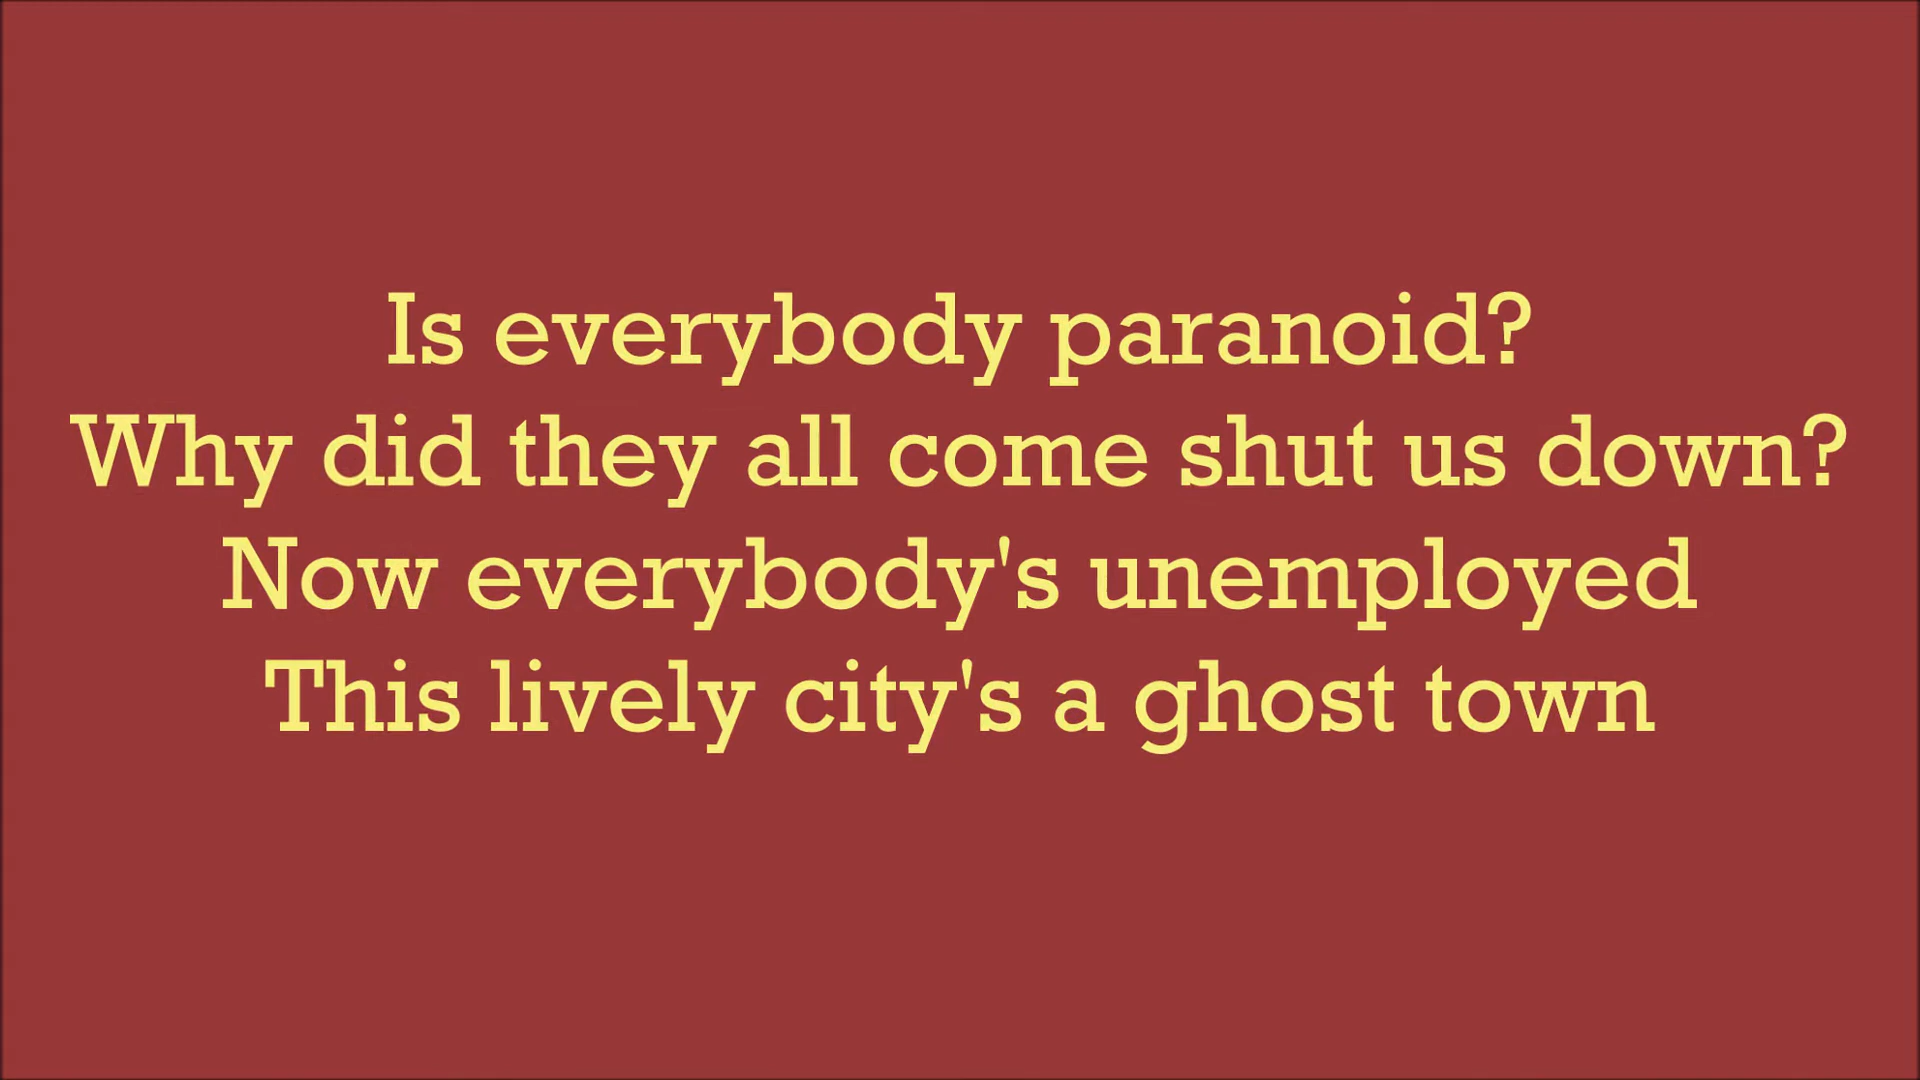 Is everybody paranoid?
Why did they all come shut us down?
Now everybody's unemployed
This lively city's a ghost town